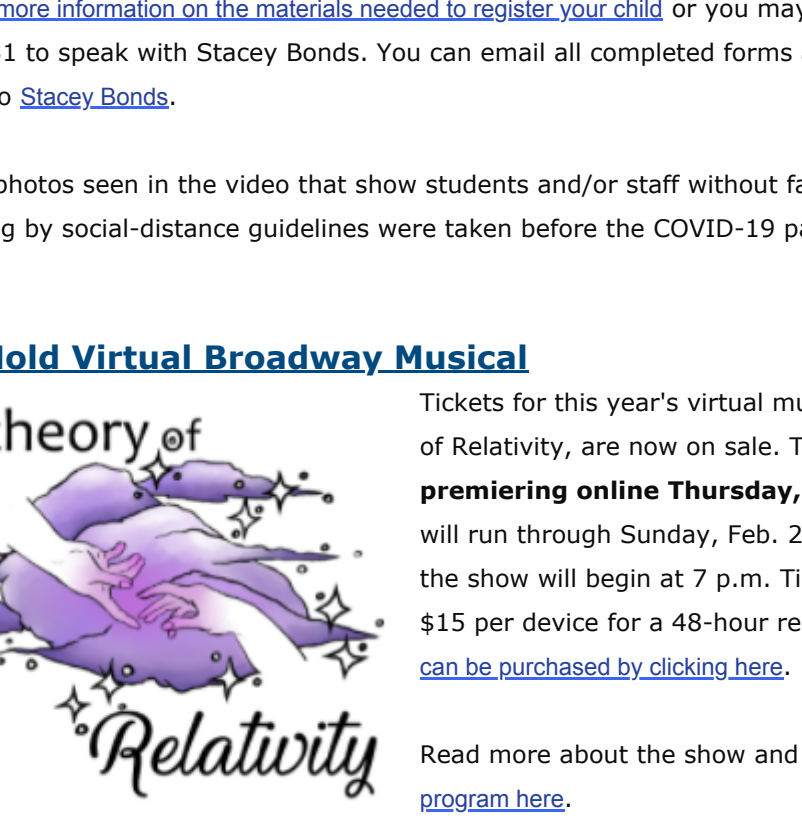 more information on the materials needed to register your child or you may
1 to speak with Stacey Bonds. You can email all completed forms
o Stacey Bonds.
photos seen in the video that show students and/or staff without fa
g by social-distance guidelines were taken before the COVID-19 pa
Hold Virtual Broadway Musical
theory of
Relativity
Tickets for this year's virtual mu
of Relativity, are now on sale. T
premiering online Thursday,
will run through Sunday, Feb. 2
the show will begin at 7 p.m. Ti
$15 per device for a 48-hour re
can be purchased by clicking here.
Read more about the show and
program here.